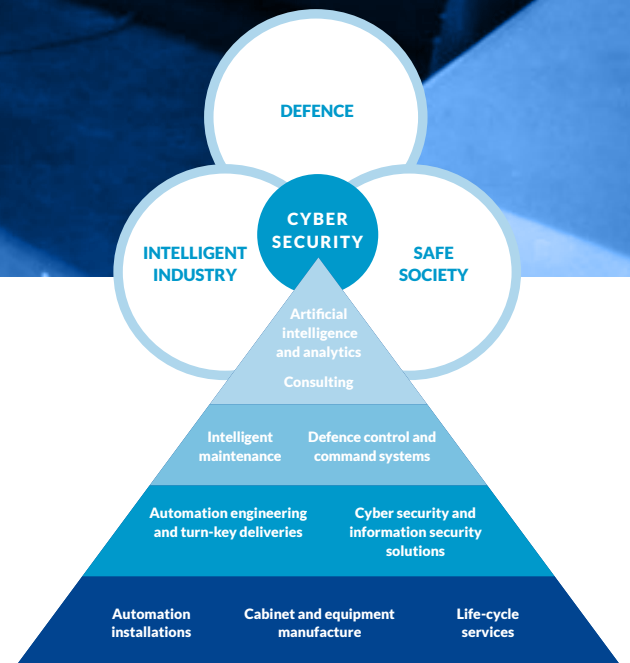 DEFENCE
CYBER
SECURITY
INTELLIGENT
INDUSTRY
SAFE
SOCIETY
Artificial
intelligence
and analytics
Consulting
Intelligent
maintenance
Defence control and
command systems
Automation engineering
and turn-key deliveries
Cyber security and
information security
solutions
Automation
installations
Cabinet and equipment
manufacture
Life-cycle
services